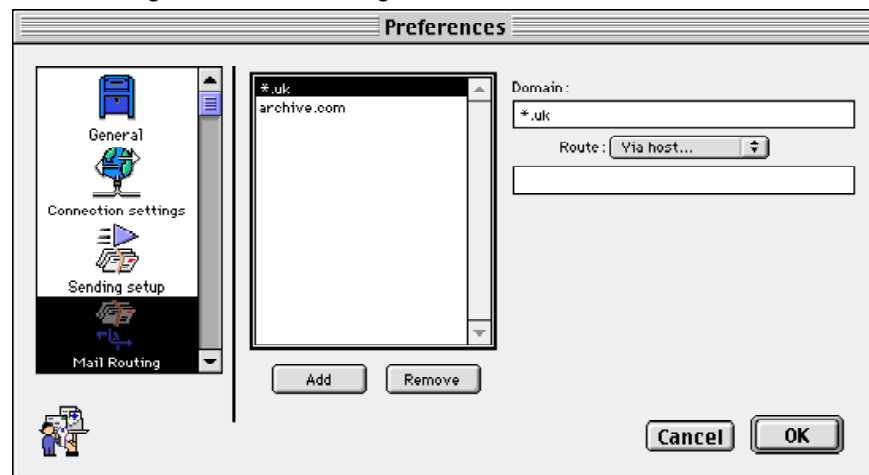 Preferences
General
Connection settings
Sending setup
Mail Routing
*.uk
archive.com
Add
Remove
Domain:
*.uk
Route: Via host...
Cancel
OK